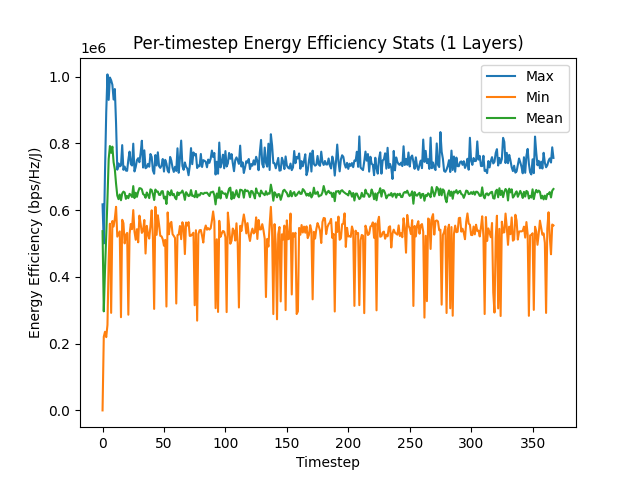 Per-timestep Energy Efficiency Stats (1 Layers)
1e6
Max
Min
Mean
1.0
0.8
0.6
0.4
0.2
0.0
Energy Efficiency (bps/Hz/J)
0 50 100 150 200 250 300 350
Timestep